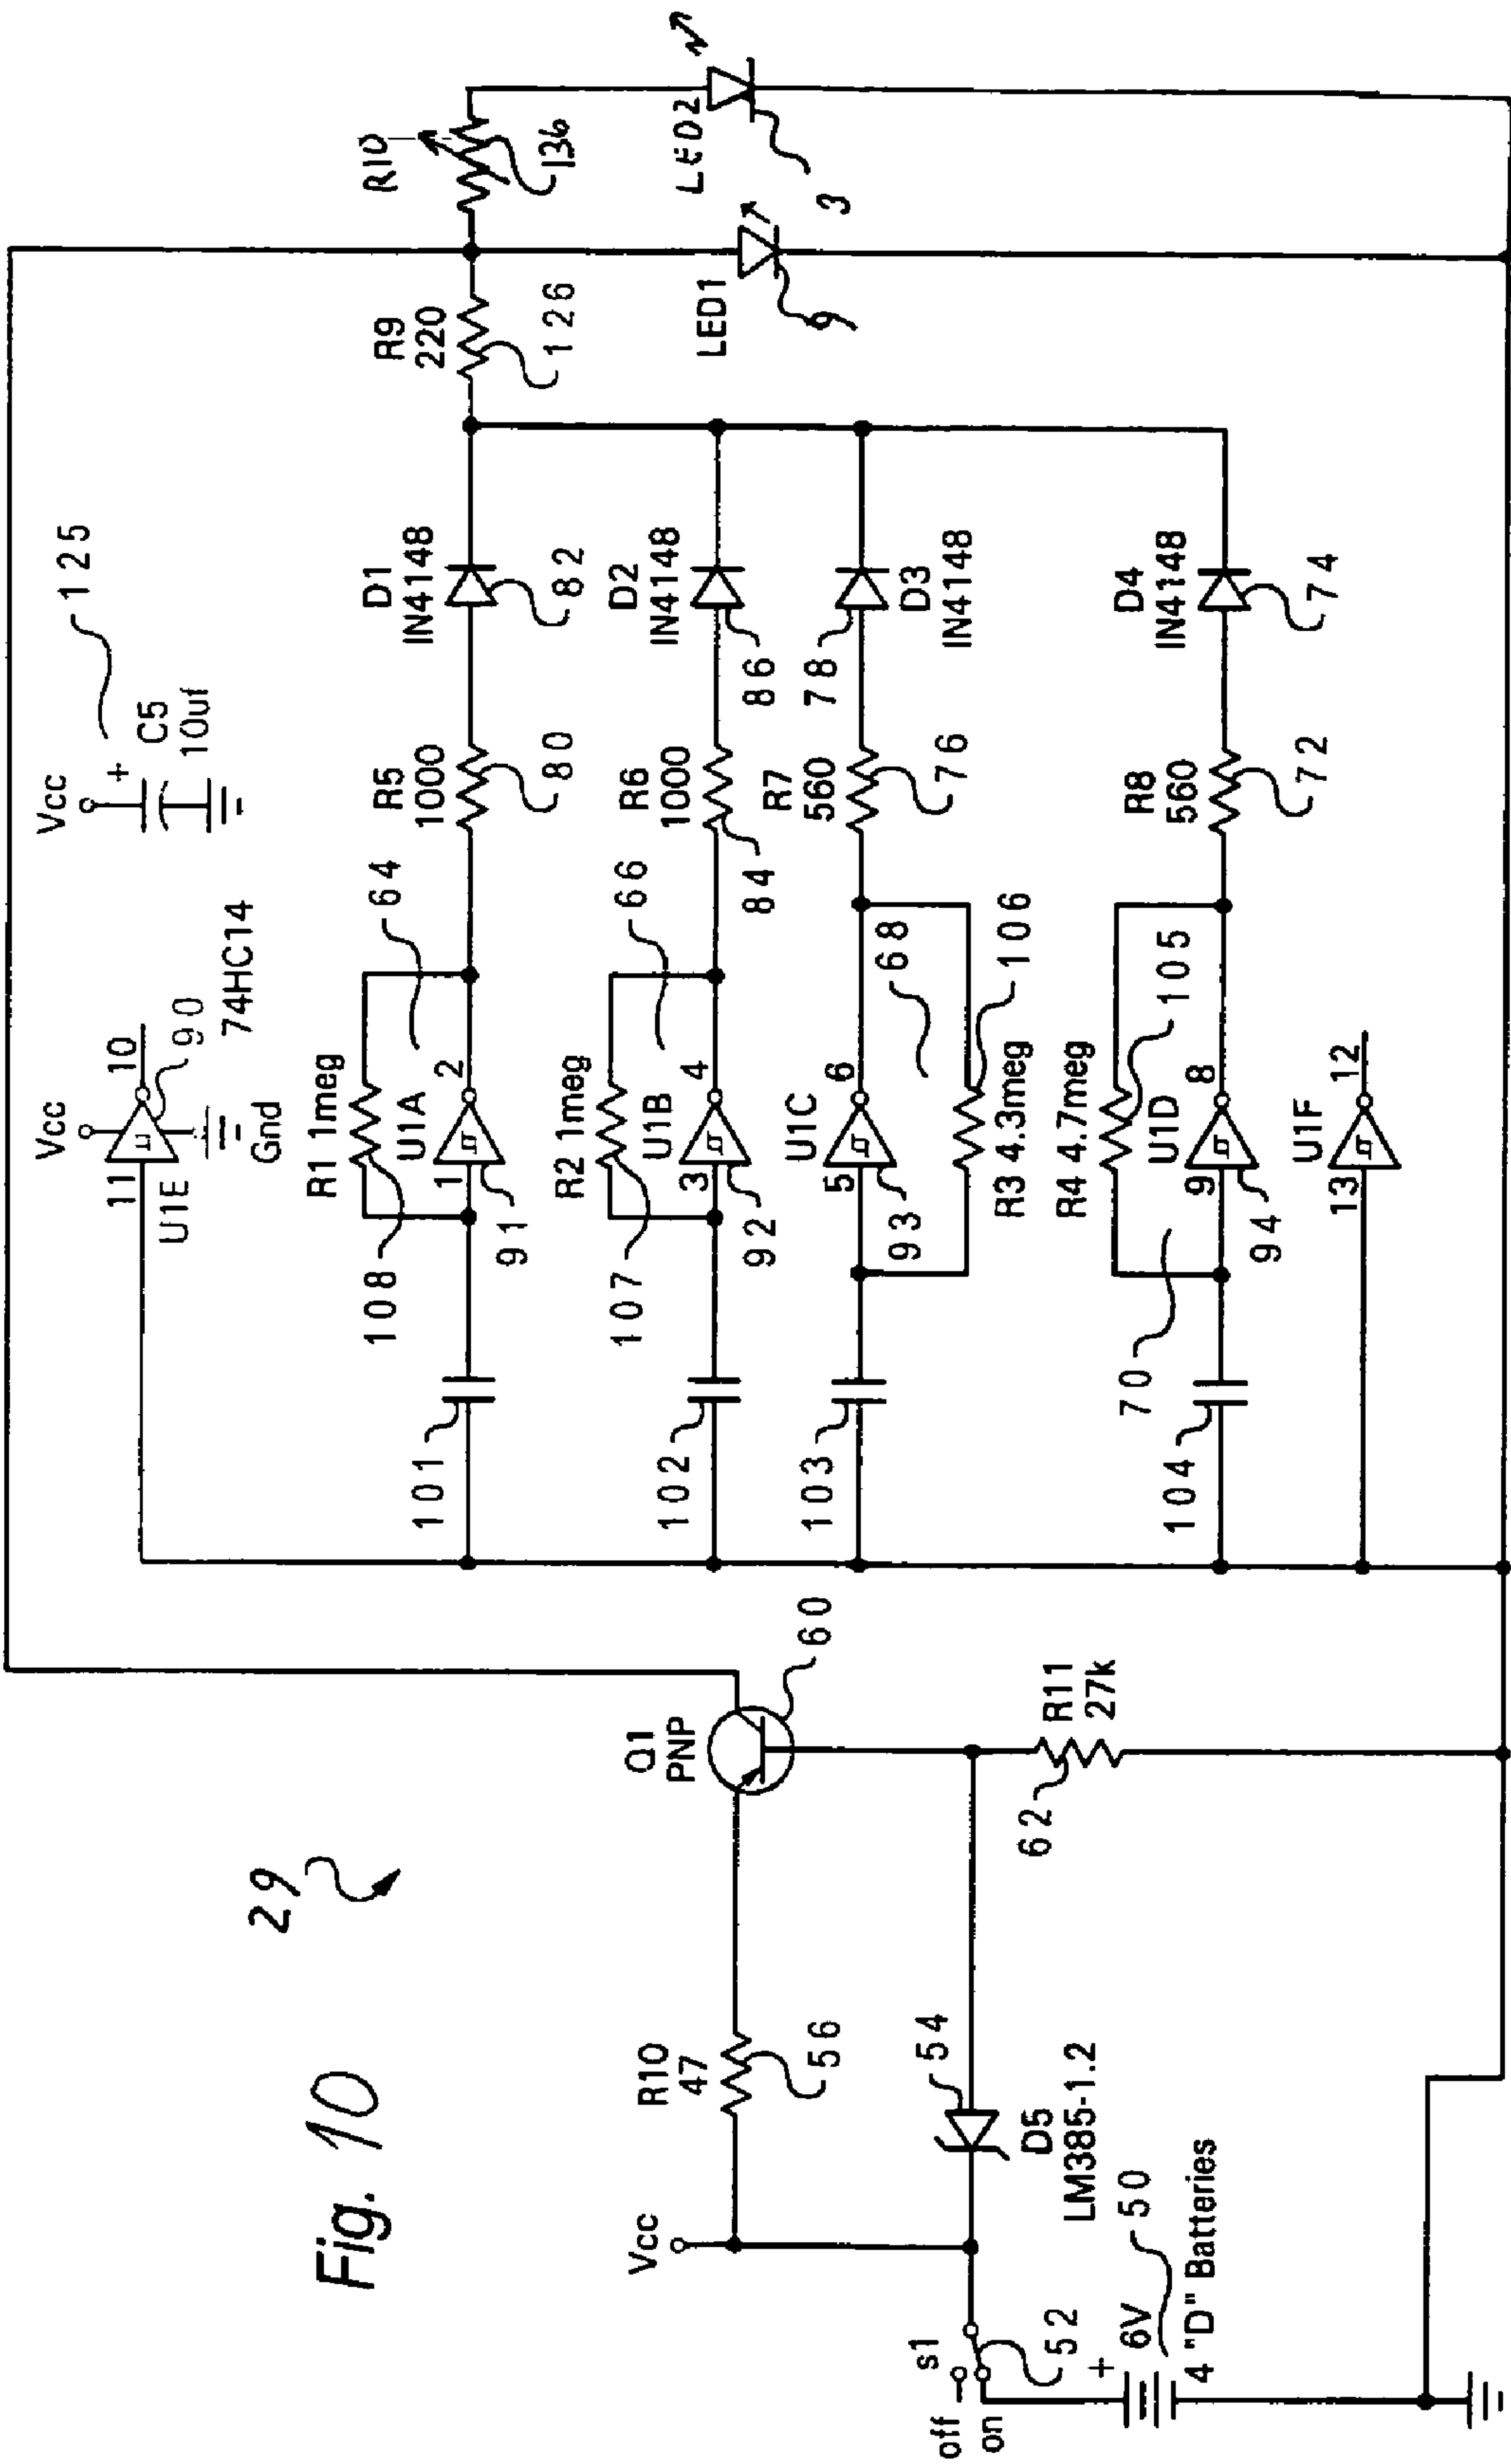 Fig. 10
29
off
on
s1
52
+
6V
50
4 "D" Batteries
Vcc
R10
47
56
54
D5
LM385-1.2
Q1
PNP
60
62
R11
27k
Vcc
11
10
U1E
90
74HC14
Gnd
Vcc
+
C5
10uf
125
101
108
R1 1meg
U1A
1
2
91
64
R5
1000
80
D1
IN4148
82
102
107
R2 1meg
U1B
3
4
92
66
R6
1000
84
D2
IN4148
86
103
U1C
5
6
93
68
R3 4.3meg
106
R7
560
76
78
D3
IN4148
104
70
R4 4.7meg
105
U1D
9
8
94
R8
560
72
D4
IN4148
74
U1F
13
12
R9
220
126
R10
136
LED1
9
LED2
3